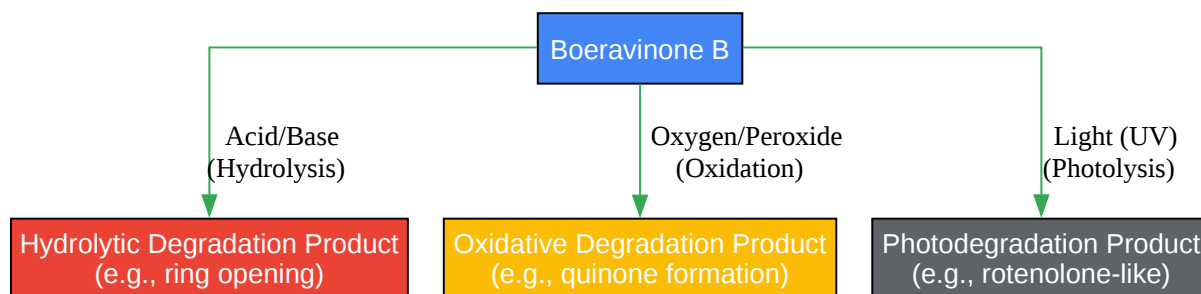 Boeravinone B
Acid/Base
(Hydrolysis)
Oxygen/Peroxide
(Oxidation)
Light (UV)
(Photolysis)
Hydrolytic Degradation Product
(e.g., ring opening)
Oxidative Degradation Product
(e.g., quinone formation)
Photodegradation Product
(e.g., rotenolone-like)